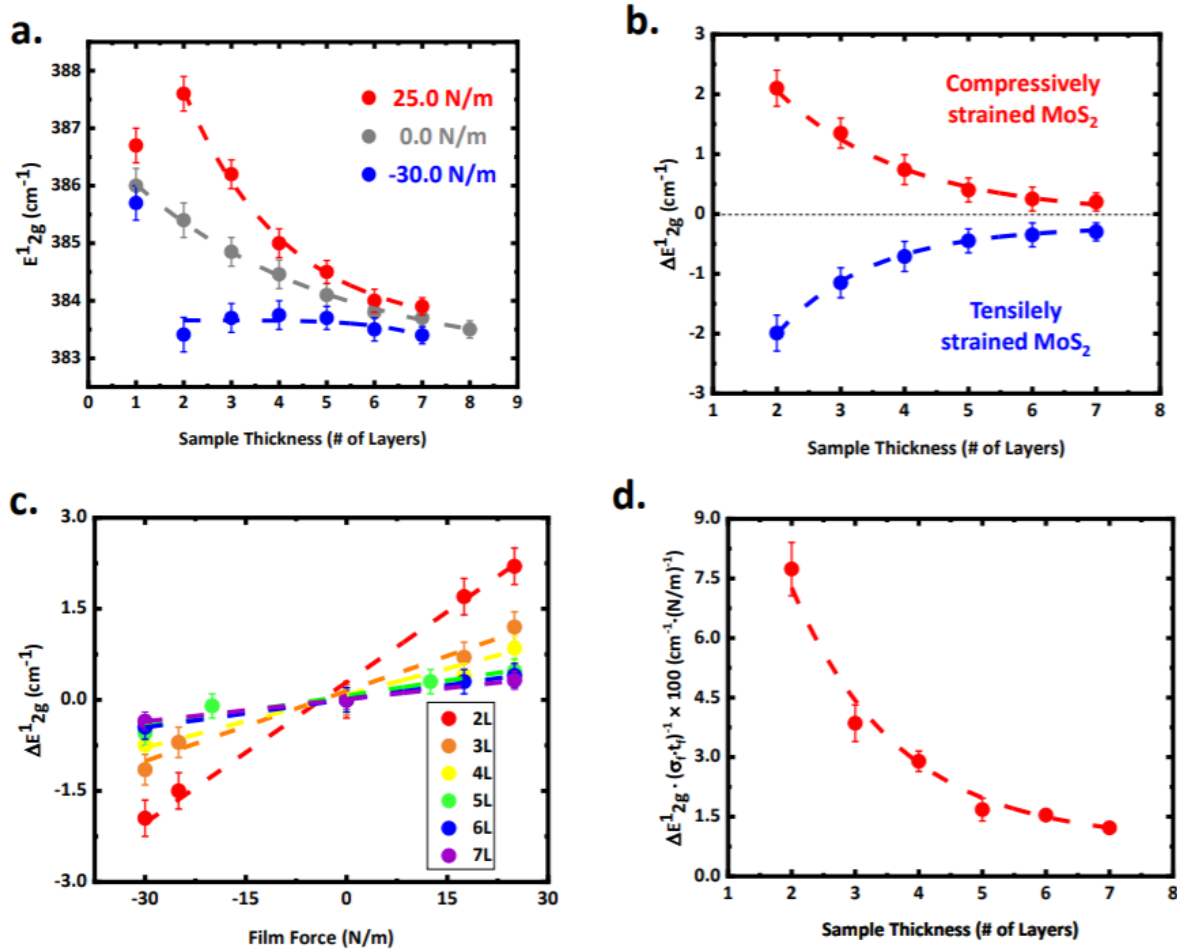 a.
388
387
386
385
384
383
E¹₂g (cm⁻¹)
25.0 N/m
0.0 N/m
-30.0 N/m
0 1 2 3 4 5 6 7 8 9
Sample Thickness (# of Layers)
b.
2
1
0
-1
-2
-3
ΔE¹₂g (cm⁻¹)
Compressively
strained MoS₂
Tensilely
strained MoS₂
1 2 3 4 5 6 7 8
Sample Thickness (# of Layers)
c.
3.0
1.5
0.0
-1.5
-3.0
ΔE¹₂g (cm⁻¹)
2L
3L
4L
5L
6L
7L
-30 -15 0 15 30
Film Force (N/m)
d.
9.0
7.5
6.0
4.5
3.0
1.5
0.0
ΔE¹₂g · (σf·tf)⁻¹ × 100 (cm⁻¹·(N/m)⁻¹)
1 2 3 4 5 6 7 8
Sample Thickness (# of Layers)